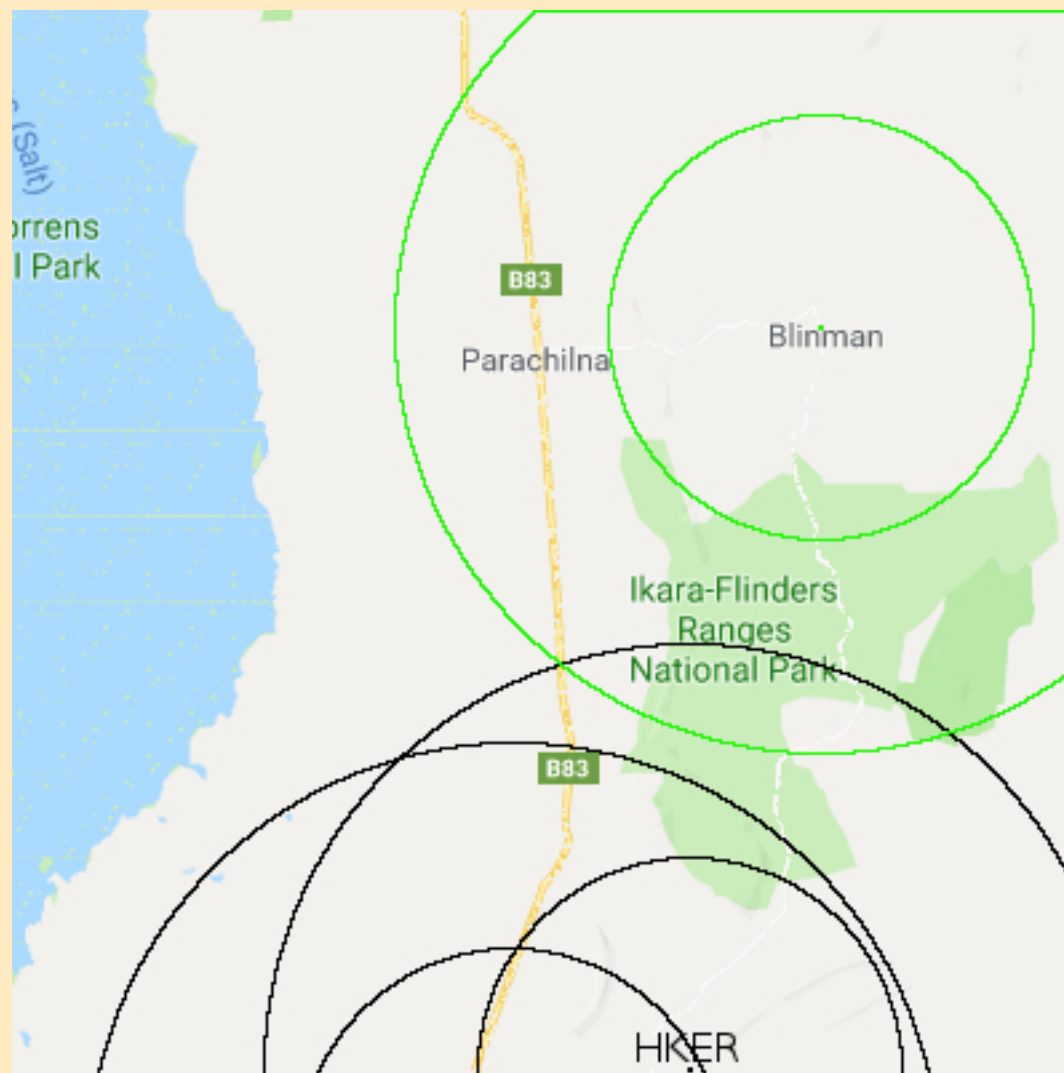 (Salt)
orrens
l Park
B83
Parachilna
Blinman
Ikara-Flinders
Ranges
National Park
B83
HKER